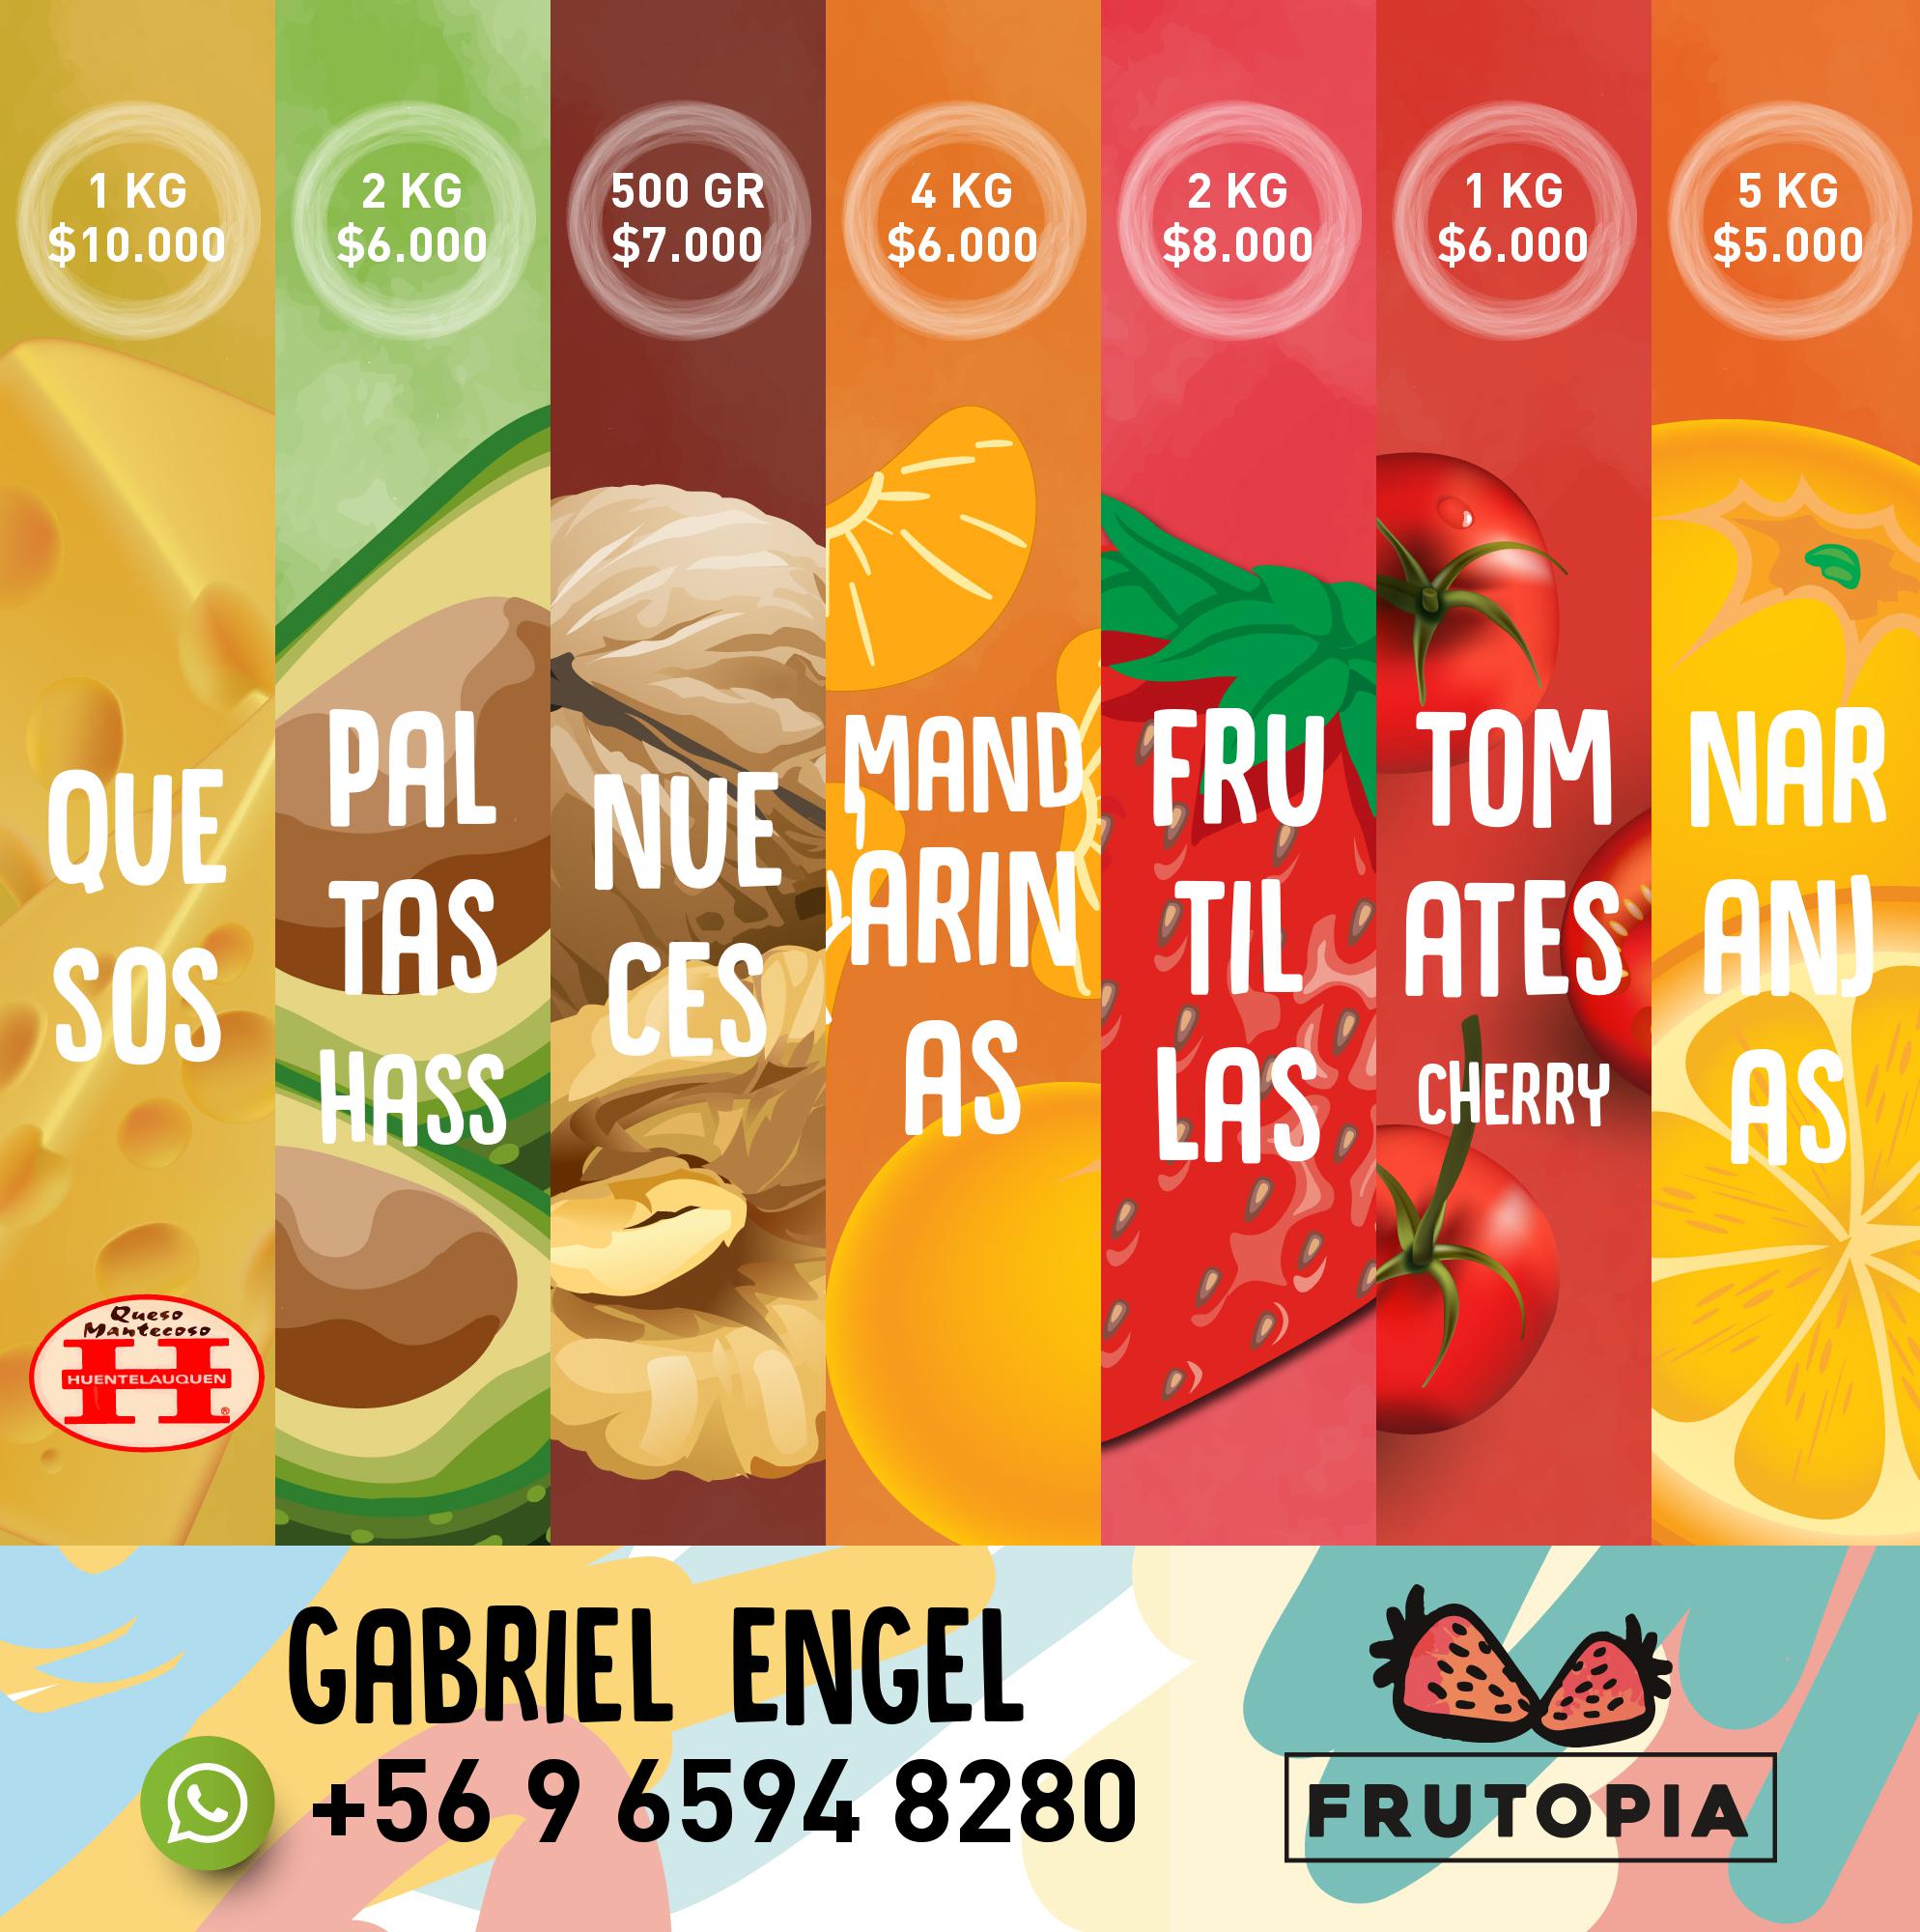 1 KG
$10.000
QUE
SOS
Queso
Mantecoso
HUENTELAUQUEN
H
®
2 KG
$6.000
PAL
TAS
HASS
500 GR
$7.000
NUE
CES
4 KG
$6.000
MAND
ARIN
AS
2 KG
$8.000
FRU
TIL
LAS
1 KG
$6.000
TOM
ATES
CHERRY
5 KG
$5.000
NAR
ANJ
AS
GABRIEL ENGEL
+56 9 6594 8280
FRUTOPIA